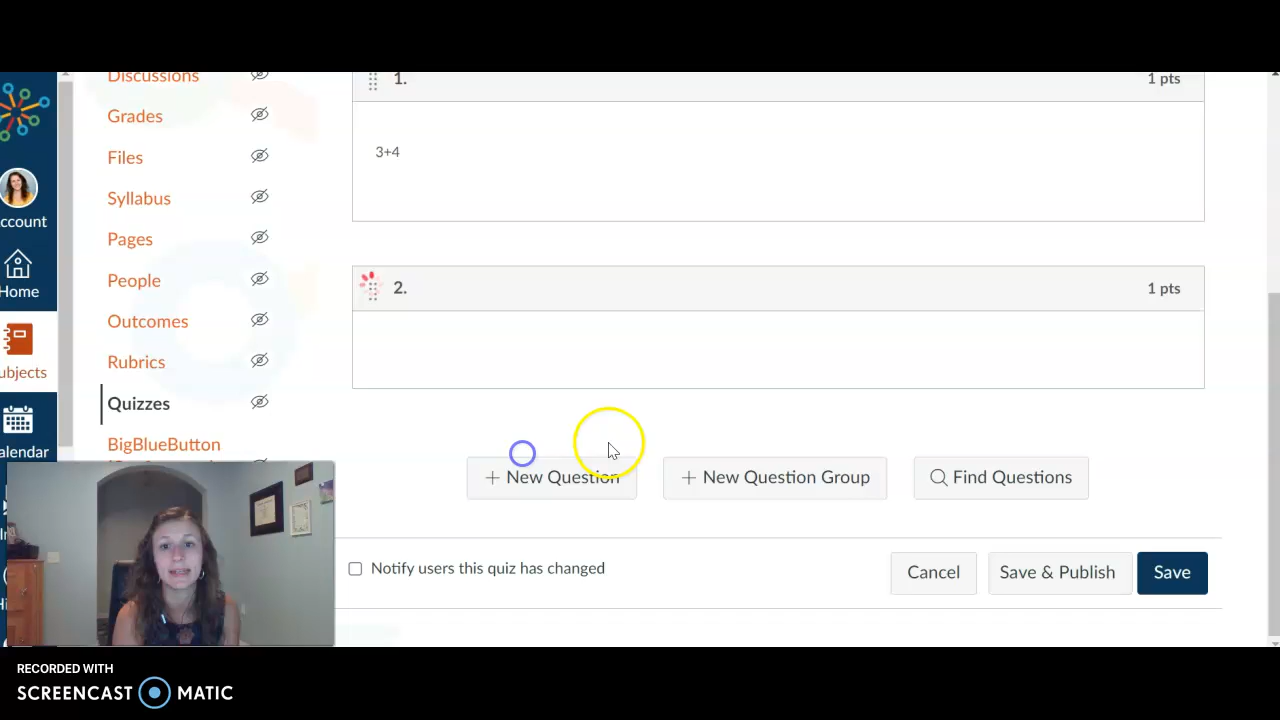 Discussions
Grades
Files
Syllabus
Pages
People
Outcomes
Rubrics
Quizzes
BigBlueButton
ccount
Home
ubjects
alendar
1.
1 pts
3+4
2.
1 pts
+ New Question
+ New Question Group
Find Questions
Notify users this quiz has changed
Cancel
Save & Publish
Save
RECORDED WITH
SCREENCAST MATIC